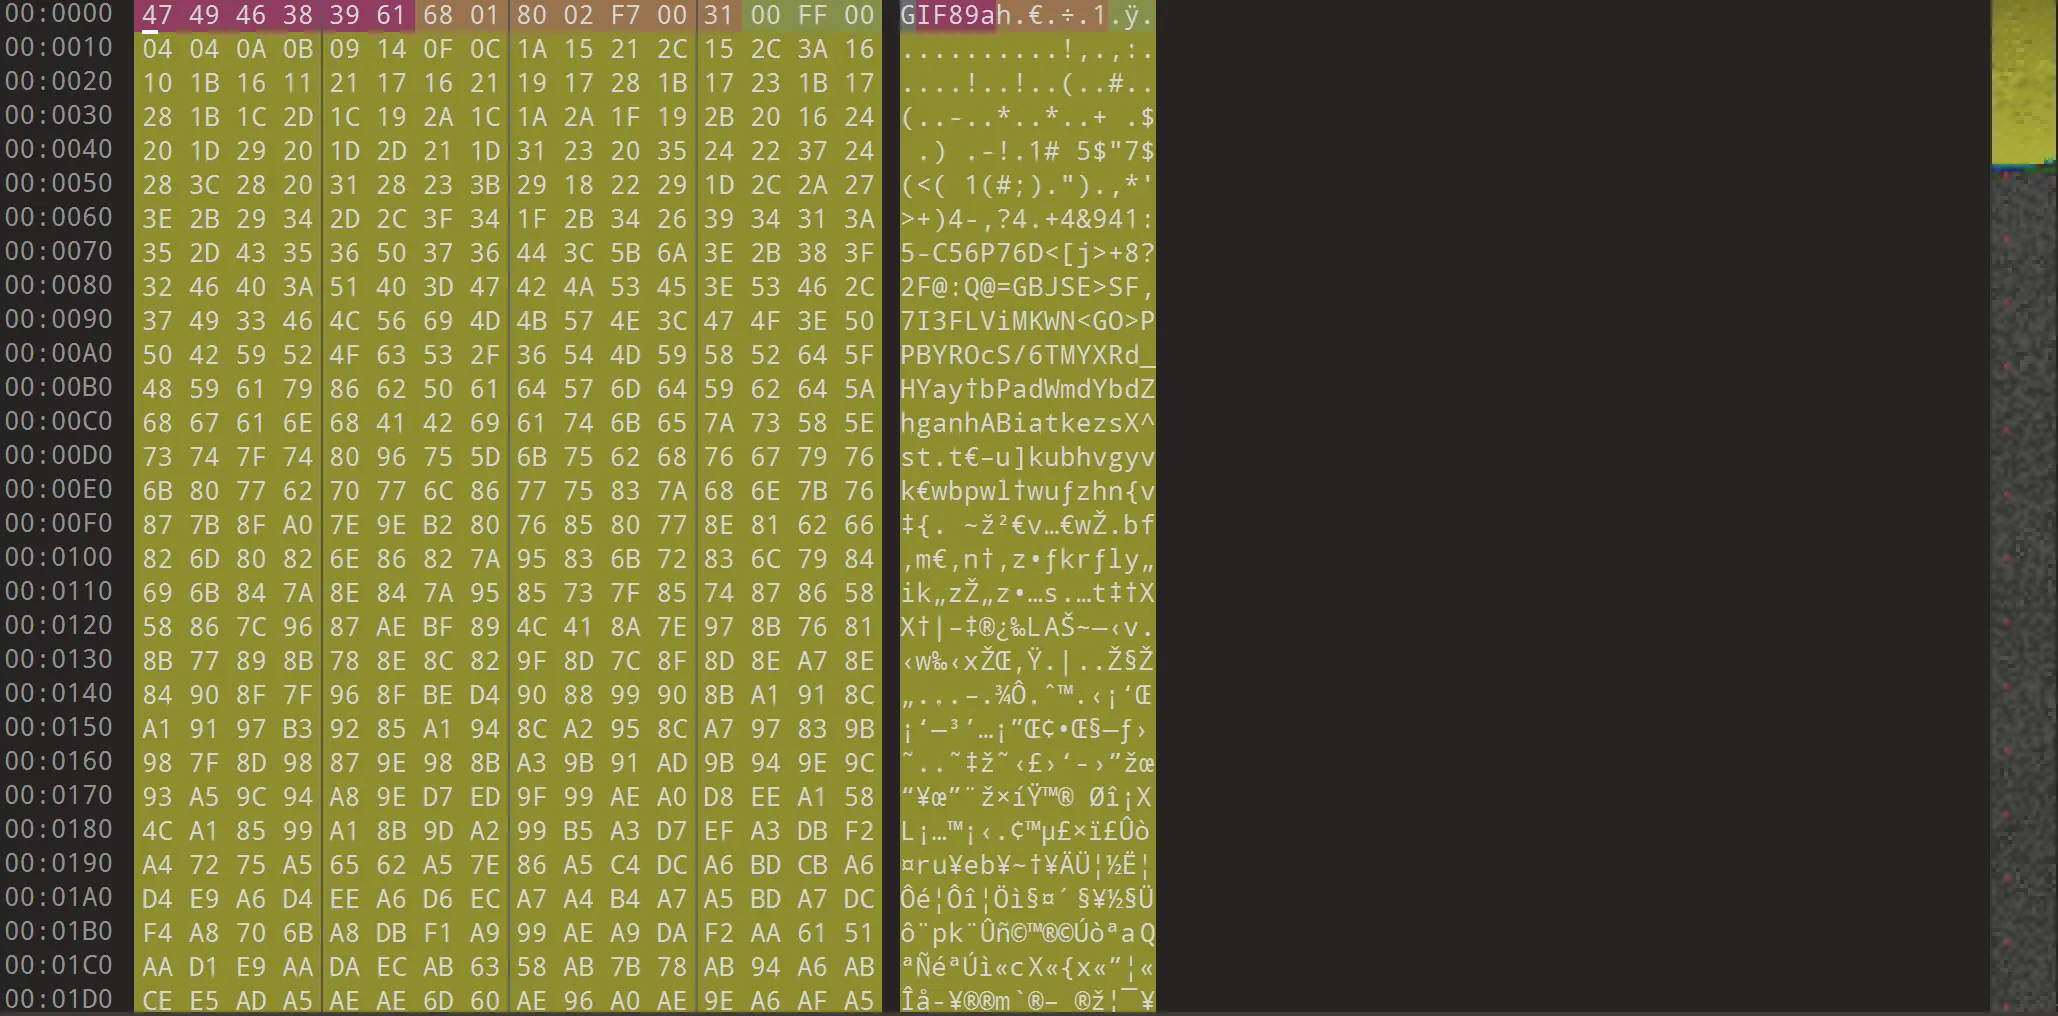 00:0000 47 49 46 38 39 61 68 01 80 02 F7 00 31 00 FF 00 GIF89ah.€.÷.1.ÿ.
00:0010 04 04 0A 0B 09 14 0F 0C 1A 15 21 2C 15 2C 3A 16 ..........!,.,:.
00:0020 10 1B 16 11 21 17 16 21 19 17 28 1B 17 23 1B 17 ....!..!..(..#..
00:0030 28 1B 1C 2D 1C 19 2A 1C 1A 2A 1F 19 2B 20 16 24 (..-..*..*..+ .$
00:0040 20 1D 29 20 1D 2D 21 1D 31 23 20 35 24 22 37 24  .) .-!.1# 5$"7$
00:0050 28 3C 28 20 31 28 23 3B 29 18 22 29 1D 2C 2A 27 (<( 1(#;).").,*'
00:0060 3E 2B 29 34 2D 2C 3F 34 1F 2B 34 26 39 34 31 3A >+)4-,?4.+4&941:
00:0070 35 2D 43 35 36 50 37 36 44 3C 5B 6A 3E 2B 38 3F 5-C56P76D<[j>+8?
00:0080 32 46 40 3A 51 40 3D 47 42 4A 53 45 3E 53 46 2C 2F@:Q@=GBJSE>SF,
00:0090 37 49 33 46 4C 56 69 4D 4B 57 4E 3C 47 4F 3E 50 7I3FLViMKWN<GO>P
00:00A0 50 42 59 52 4F 63 53 2F 36 54 4D 59 58 52 64 5F PBYROcS/6TMYXRd_
00:00B0 48 59 61 79 86 62 50 61 64 57 6D 64 59 62 64 5A HYay†bPadWmdYbdZ
00:00C0 68 67 61 6E 68 41 42 69 61 74 6B 65 7A 73 58 5E hganhABiatkezsX^
00:00D0 73 74 7F 74 80 96 75 5D 6B 75 62 68 76 67 79 76 st.t€–u]kubhvgyv
00:00E0 6B 80 77 62 70 77 6C 86 77 75 83 7A 68 6E 7B 76 k€wbpwl†wuƒzhn{v
00:00F0 87 7B 8F A0 7E 9E B2 80 76 85 80 77 8E 81 62 66 ‡{. ~ž²€v…€wŽ.bf
00:0100 82 6D 80 82 6E 86 82 7A 95 83 6B 72 83 6C 79 84 ‚m€‚n†‚z•ƒkrƒly„
00:0110 69 6B 84 7A 8E 84 7A 95 85 73 7F 85 74 87 86 58 ik„zŽ„z•…s.…t‡†X
00:0120 58 86 7C 96 87 AE BF 89 4C 41 8A 7E 97 8B 76 81 X†|–‡®¿‰LAŠ~—‹v.
00:0130 8B 77 89 8B 78 8E 8C 82 9F 8D 7C 8F 8D 8E A7 8E ‹w‰‹xŽŒ‚Ÿ.|..Ž§Ž
00:0140 84 90 8F 7F 96 8F BE D4 90 88 99 90 8B A1 91 8C „...–.¾Ô.ˆ™.‹¡‘Œ
00:0150 A1 91 97 B3 92 85 A1 94 8C A2 95 8C A7 97 83 9B ¡‘—³’…¡”Œ¢•Œ§—ƒ›
00:0160 98 7F 8D 98 87 9E 98 8B A3 9B 91 AD 9B 94 9E 9C ˜..˜‡ž˜‹£›‘-›”žœ
00:0170 93 A5 9C 94 A8 9E D7 ED 9F 99 AE A0 D8 EE A1 58 “¥œ”¨ž×íŸ™® Øî¡X
00:0180 4C A1 85 99 A1 8B 9D A2 99 B5 A3 D7 EF A3 DB F2 L¡…™¡‹.¢™µ£×ï£Ûò
00:0190 A4 72 75 A5 65 62 A5 7E 86 A5 C4 DC A6 BD CB A6 ¤ru¥eb¥~†¥ÄÜ¦½Ë¦
00:01A0 D4 E9 A6 D4 EE A6 D6 EC A7 A4 B4 A7 A5 BD A7 DC Ôé¦Ôî¦Öì§¤´§¥½§Ü
00:01B0 F4 A8 70 6B A8 DB F1 A9 99 AE A9 DA F2 AA 61 51 ô¨pk¨Ûñ©™®©ÚòªaQ
00:01C0 AA D1 E9 AA DA EC AB 63 58 AB 7B 78 AB 94 A6 AB ªÑéªÚì«cX«{x«”¦«
00:01D0 CE E5 AD A5 AE AE 6D 60 AE 96 A0 AE 9E A6 AF A5 Îå-¥®®m`®– ®ž¦¯¥